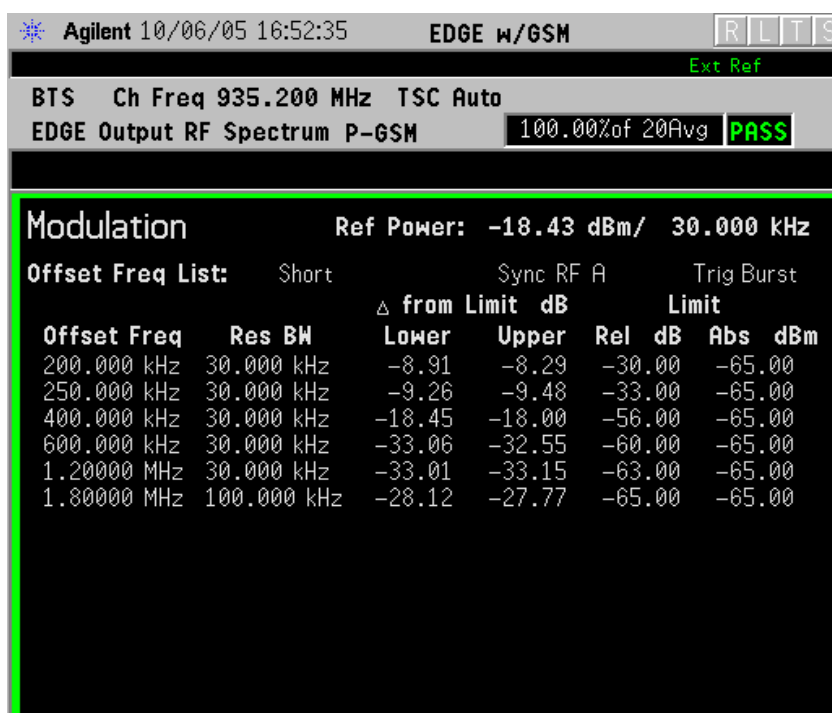 Agilent 10/06/05 16:52:35 EDGE w/GSM R L T S
Ext Ref
BTS Ch Freq 935.200 MHz TSC Auto
EDGE Output RF Spectrum P-GSM 100.00%of 20Avg PASS
Modulation Ref Power: -18.43 dBm/ 30.000 kHz
Offset Freq List: Short Sync RF A Trig Burst
△ from Limit dB Limit
Offset Freq Res BW Lower Upper Rel dB Abs dBm
200.000 kHz 30.000 kHz -8.91 -8.29 -30.00 -65.00
250.000 kHz 30.000 kHz -9.26 -9.48 -33.00 -65.00
400.000 kHz 30.000 kHz -18.45 -18.00 -56.00 -65.00
600.000 kHz 30.000 kHz -33.06 -32.55 -60.00 -65.00
1.20000 MHz 30.000 kHz -33.01 -33.15 -63.00 -65.00
1.80000 MHz 100.000 kHz -28.12 -27.77 -65.00 -65.00